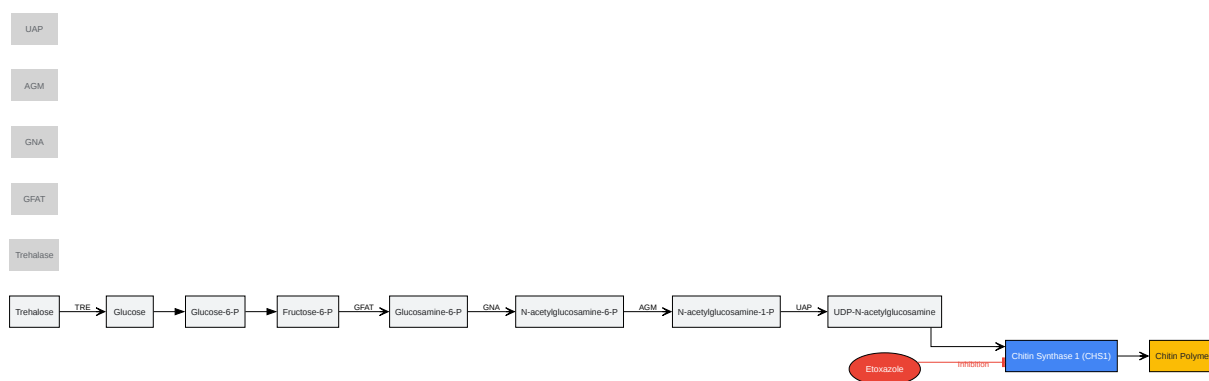 UAP
AGM
GNA
GFAT
Trehalase
Trehalose
TRE
Glucose
Glucose-6-P
Fructose-6-P
GFAT
Glucosamine-6-P
GNA
N-acetylglucosamine-6-P
AGM
N-acetylglucosamine-1-P
UAP
UDP-N-acetylglucosamine
Etoxazole
Inhibition
Chitin Synthase 1 (CHS1)
Chitin Polyme